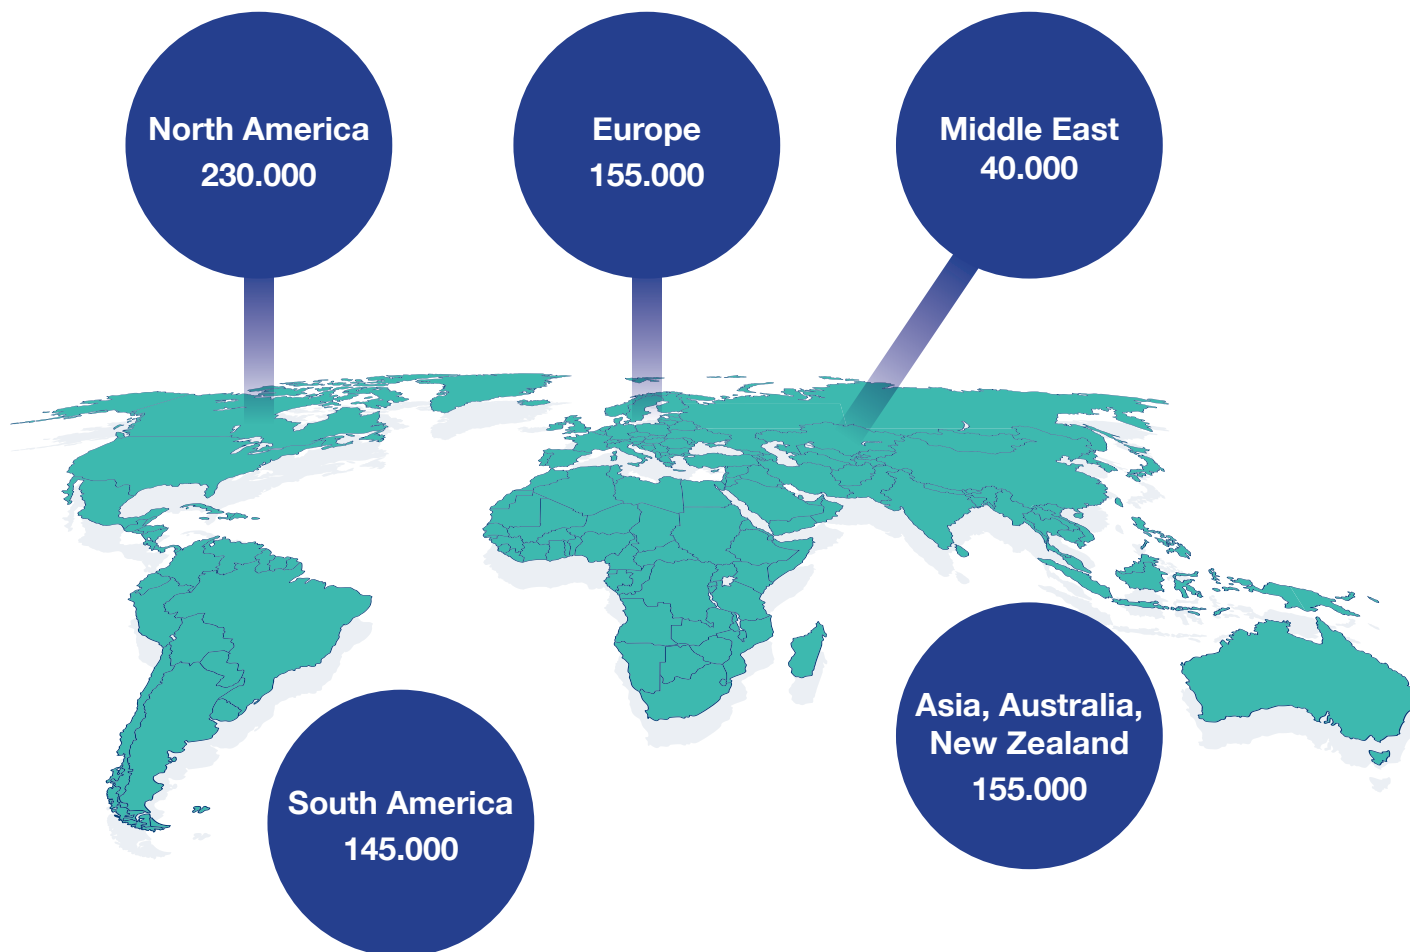 North America
230.000
Europe
155.000
Middle East
40.000
South America
145.000
Asia, Australia,
New Zealand
155.000